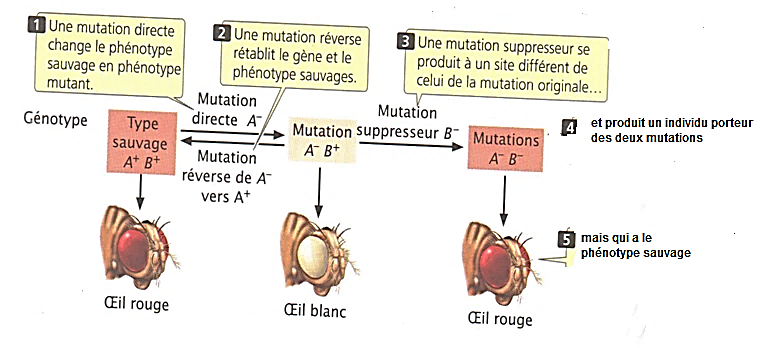 1 Une mutation directe
change le phénotype
sauvage en phénotype
mutant.
2 Une mutation réverse
rétablit le gène et le
phénotype sauvages.
3 Une mutation suppresseur se
produit à un site différent de
celui de la mutation originale...
Génotype
Type
sauvage
A⁺ B⁺
Mutation
directe A⁻
Mutation
réverse de A⁻
vers A⁺
Mutation
A⁻ B⁺
Mutation
suppresseur B⁻
Mutations
A⁻ B⁻
4 et produit un individu porteur
des deux mutations
5 mais qui a le
phénotype sauvage
Œil rouge
Œil blanc
Œil rouge